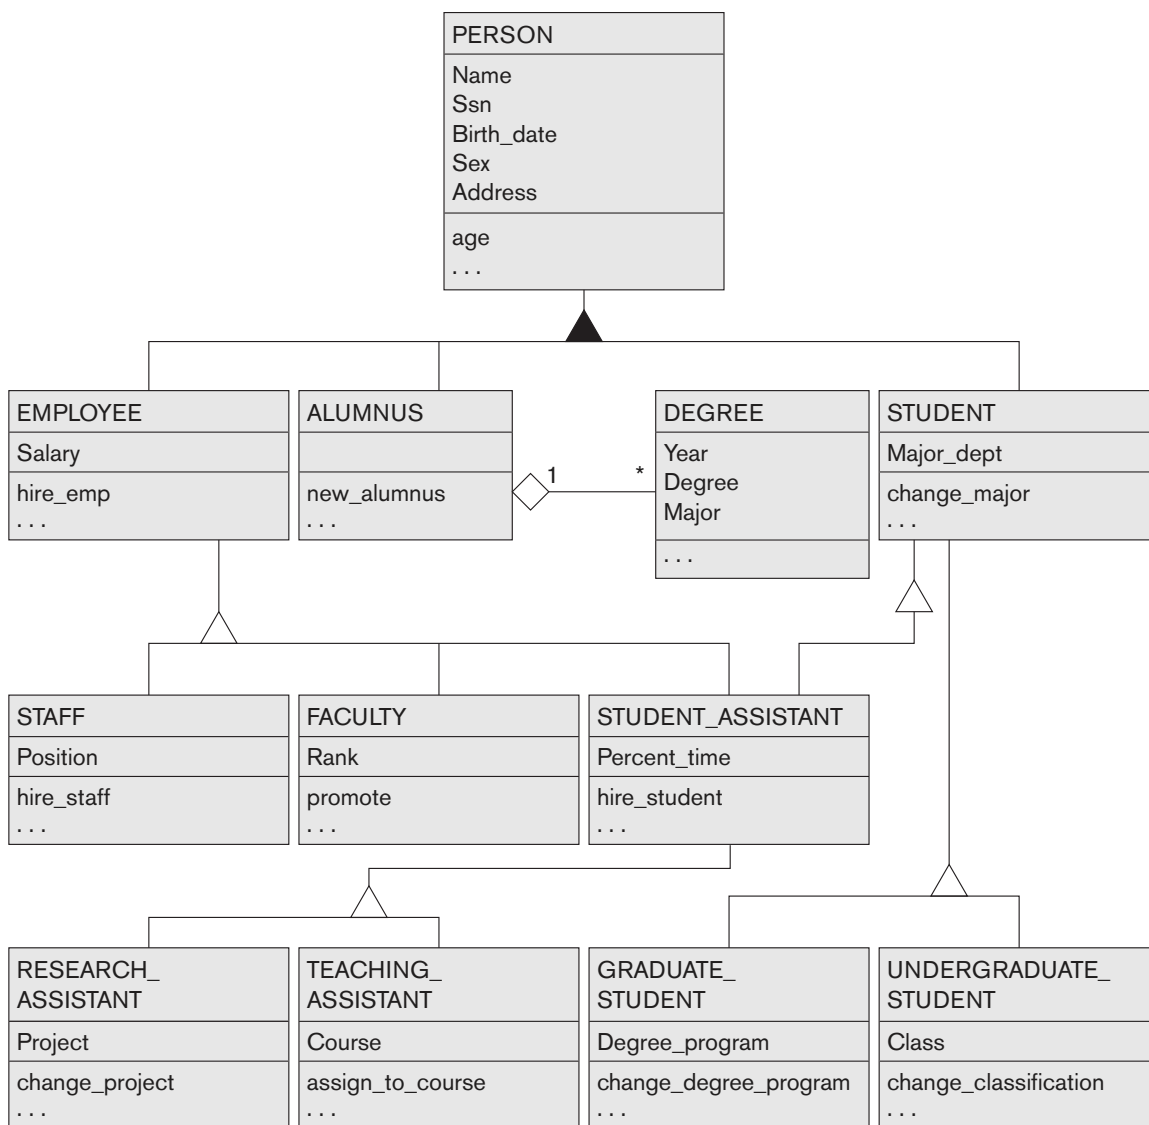 PERSON
Name
Ssn
Birth_date
Sex
Address
age
. . .
EMPLOYEE
Salary
hire_emp
. . .
ALUMNUS
new_alumnus
. . .
1
*
DEGREE
Year
Degree
Major
. . .
STUDENT
Major_dept
change_major
. . .
STAFF
Position
hire_staff
. . .
FACULTY
Rank
promote
. . .
STUDENT_ASSISTANT
Percent_time
hire_student
. . .
RESEARCH_
ASSISTANT
Project
change_project
. . .
TEACHING_
ASSISTANT
Course
assign_to_course
. . .
GRADUATE_
STUDENT
Degree_program
change_degree_program
. . .
UNDERGRADUATE_
STUDENT
Class
change_classification
. . .